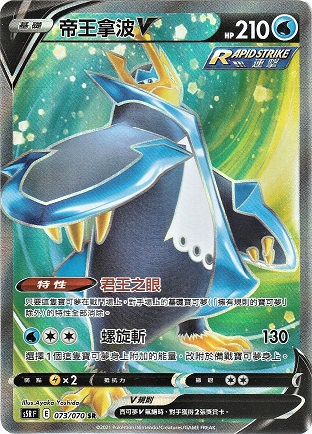 基礎 帝王拿波V HP 210
RAPID STRIKE
連擊
特性 君王之眼
只要這隻寶可夢在戰鬥場上，對手場上的基礎寶可夢（「擁有規則的寶可夢」
除外）的特性全部消除。
螺旋斬 130
選擇1個這隻寶可夢身上附加的能量，改附於備戰寶可夢身上。
弱點 ×2 抵抗力 撤退
V規則
Illus. Ayaka Yoshida
S5R F E 073/070 SR
寶可夢V【氣絕】時，對手獲得2張獎賞卡。
©2021 Pokémon/Nintendo/Creatures/GAME FREAK.